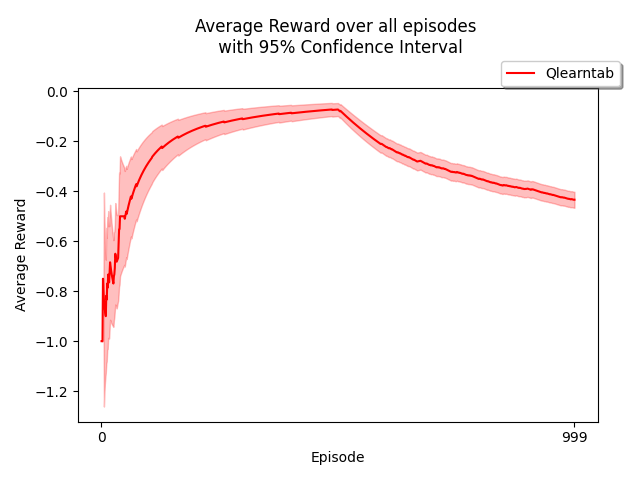 Average Reward over all episodes
with 95% Confidence Interval
Qlearntab
0.0
−0.2
−0.4
−0.6
−0.8
−1.0
−1.2
Average Reward
0 999
Episode